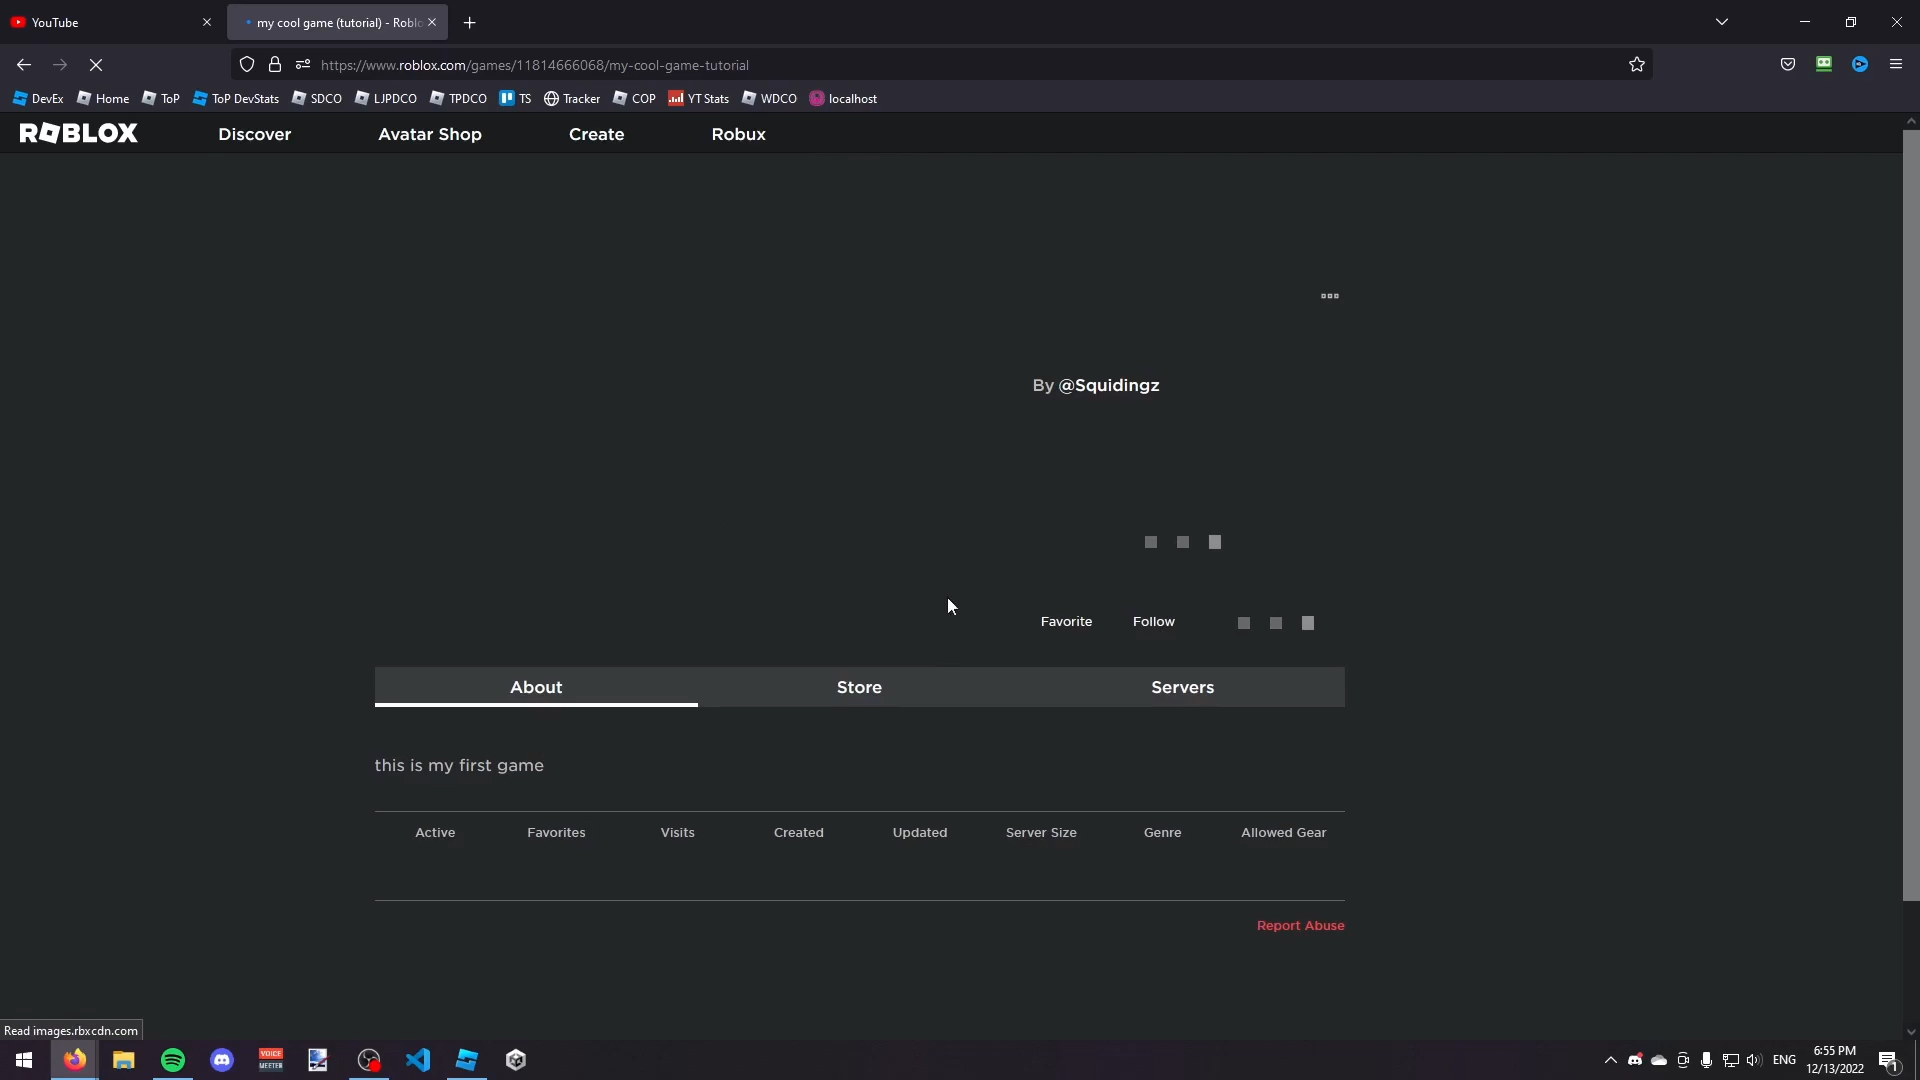 YouTube
my cool game (tutorial) - Roblo
https://www.roblox.com/games/11814666068/my-cool-game-tutorial
DevEx Home ToP ToP DevStats SDCO LJPDCO TPDCO TS Tracker COP YT Stats WDCO localhost
ROBLOX Discover Avatar Shop Create Robux
By @Squidingz
Favorite Follow
About Store Servers
this is my first game
Active Favorites Visits Created Updated Server Size Genre Allowed Gear
Report Abuse
Read images.rbxcdn.com
VOICE
MEETER
ENG
6:55 PM
12/13/2022
1